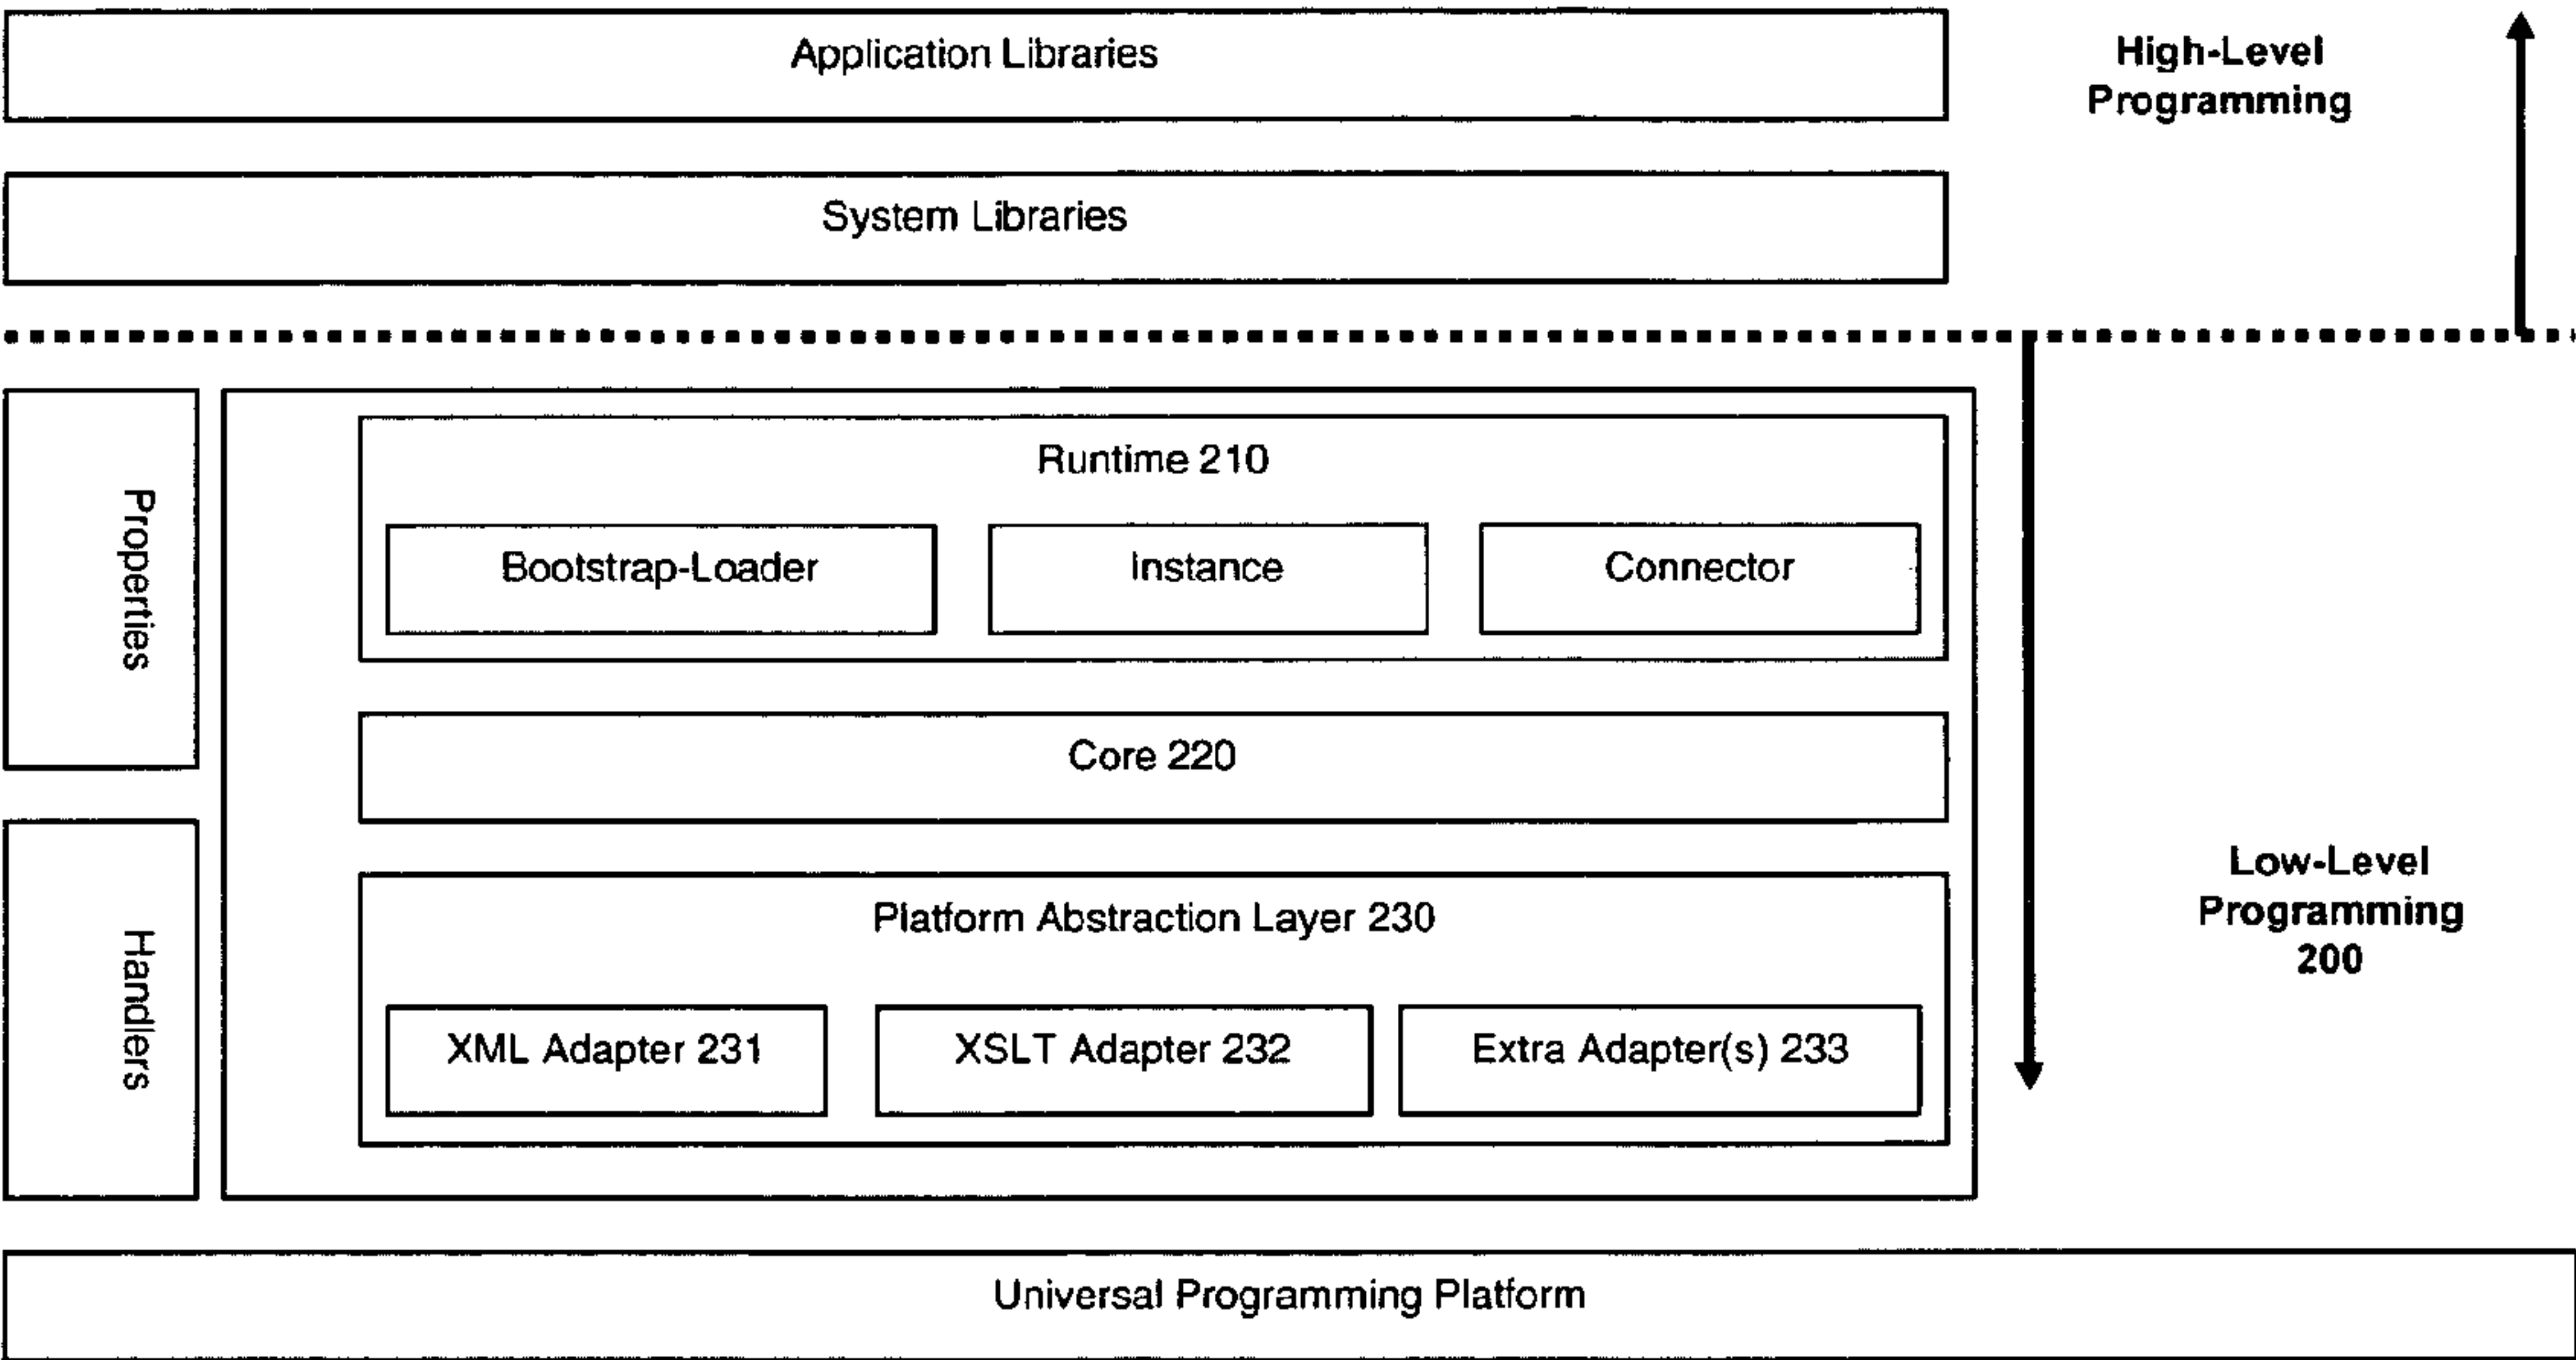 Application Libraries
High-Level
Programming
System Libraries
Properties
Runtime 210
Bootstrap-Loader
Instance
Connector
Core 220
Handlers
Platform Abstraction Layer 230
XML Adapter 231
XSLT Adapter 232
Extra Adapter(s) 233
Low-Level
Programming
200
Universal Programming Platform